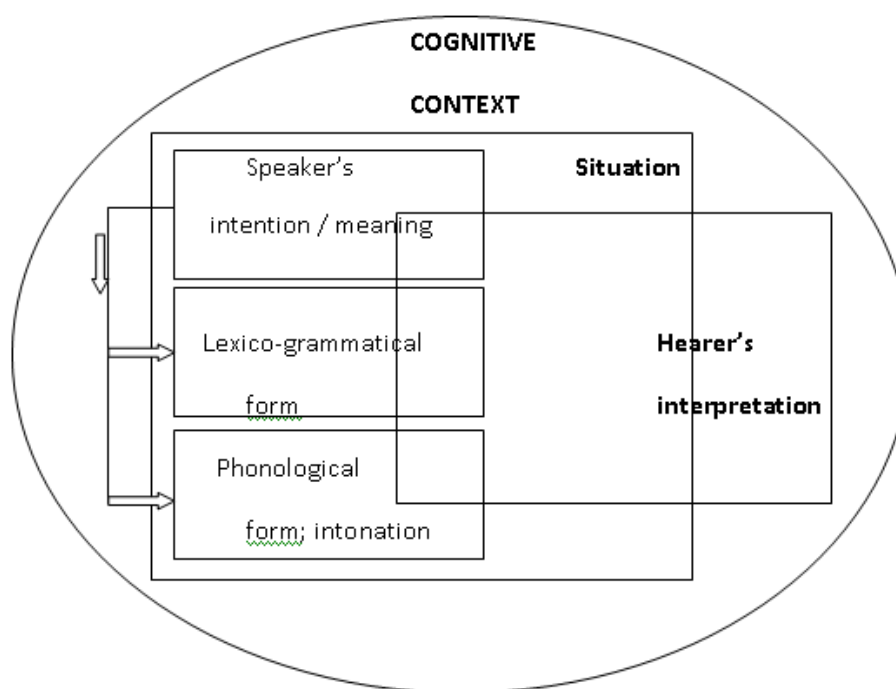 COGNITIVE
CONTEXT
Speaker's
Situation
intention / meaning
Lexico-grammatical
Hearer's
form
interpretation
Phonological
form; intonation